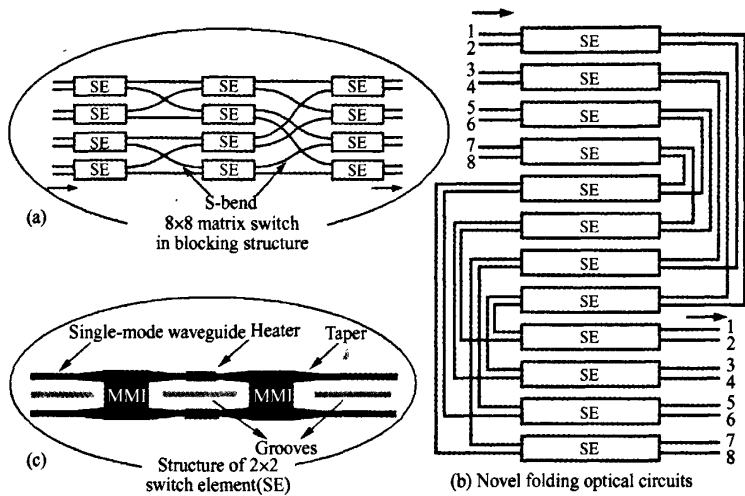 SE SE SE
SE SE SE
SE SE SE
SE SE SE
S-bend
8×8 matrix switch
in blocking structure
(a)
Single-mode waveguide Heater Taper
MMI MMI
Grooves
(c)
Structure of 2×2
switch element(SE)
1
2
SE
3
4
SE
5
6
SE
7
8
SE
SE
SE
SE
SE
SE
1
2
SE
3
4
SE
5
6
SE
7
8
(b) Novel folding optical circuits